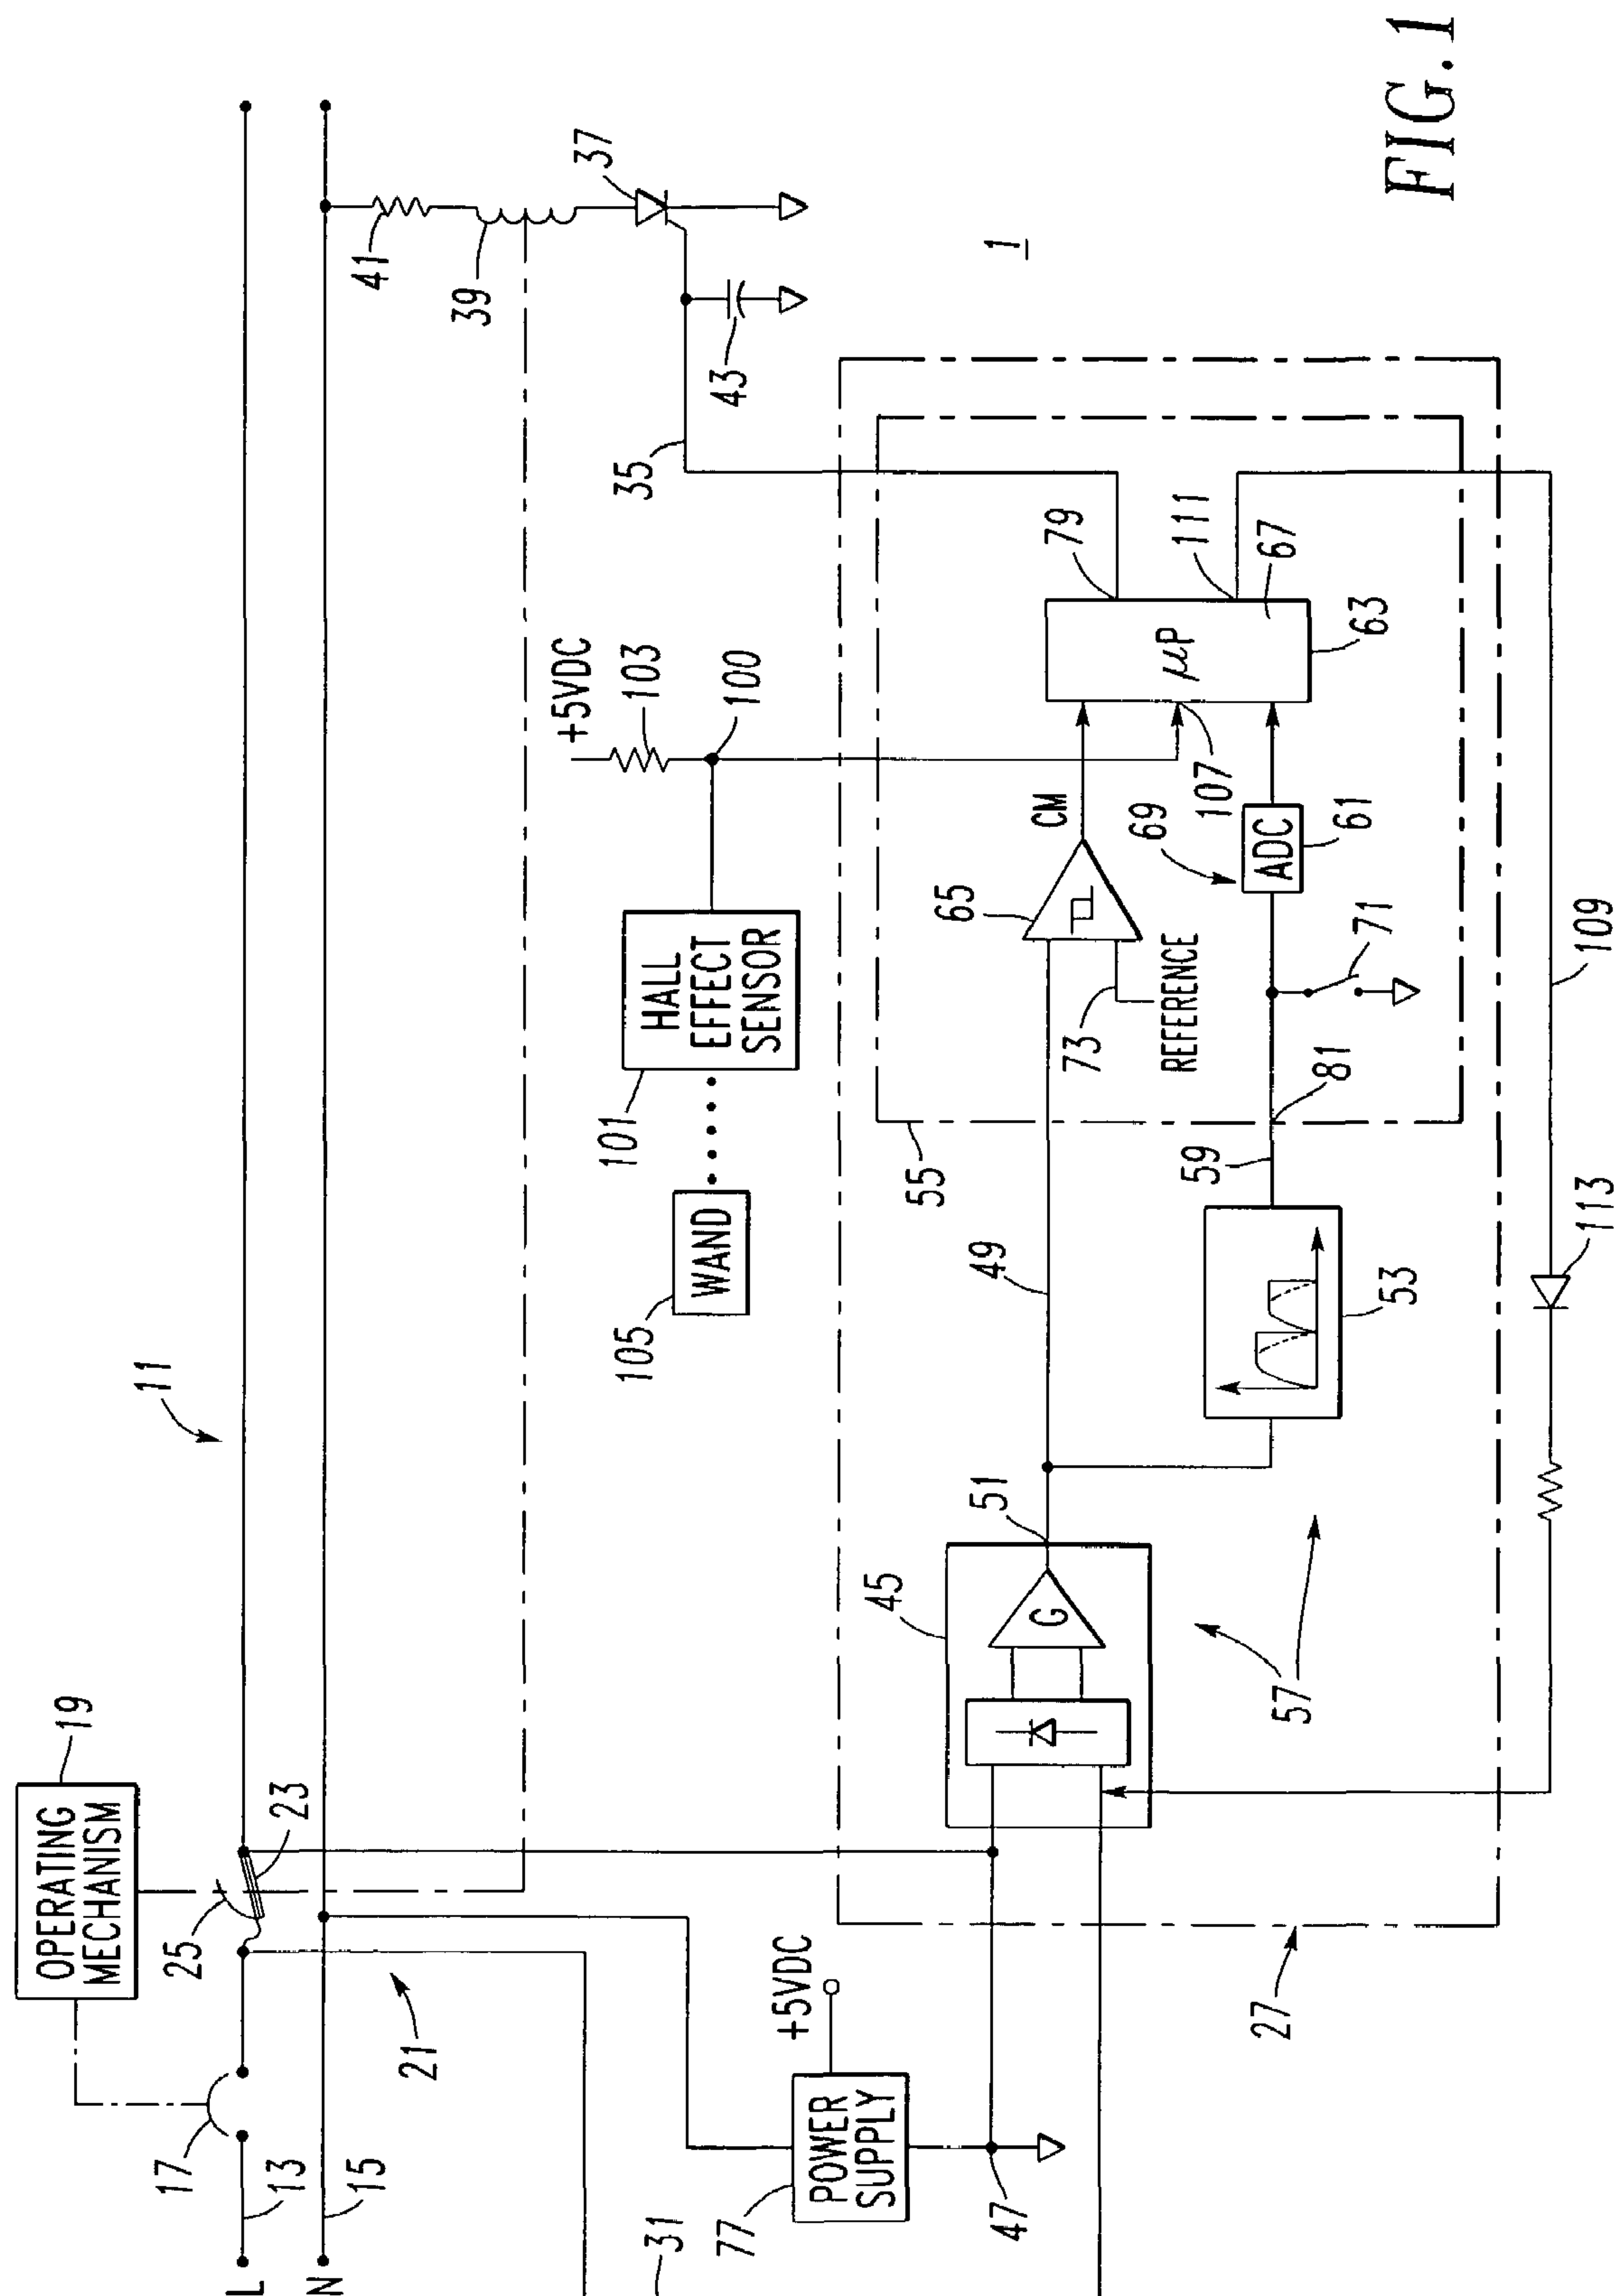 OPERATING
MECHANISM
19
11
17
25
23
L
13
21
N
15
41
39
37
35
43
31
+5VDC
103
100
101
HALL
EFFECT
SENSOR
105
WAND
77
POWER
SUPPLY
+5VDC
1
45
55
47
51
49
65
CM
79
G
73
107
111
μP
REFERENCE
69
67
57
59
81
ADC
61
63
71
53
27
FIG.1
113
109